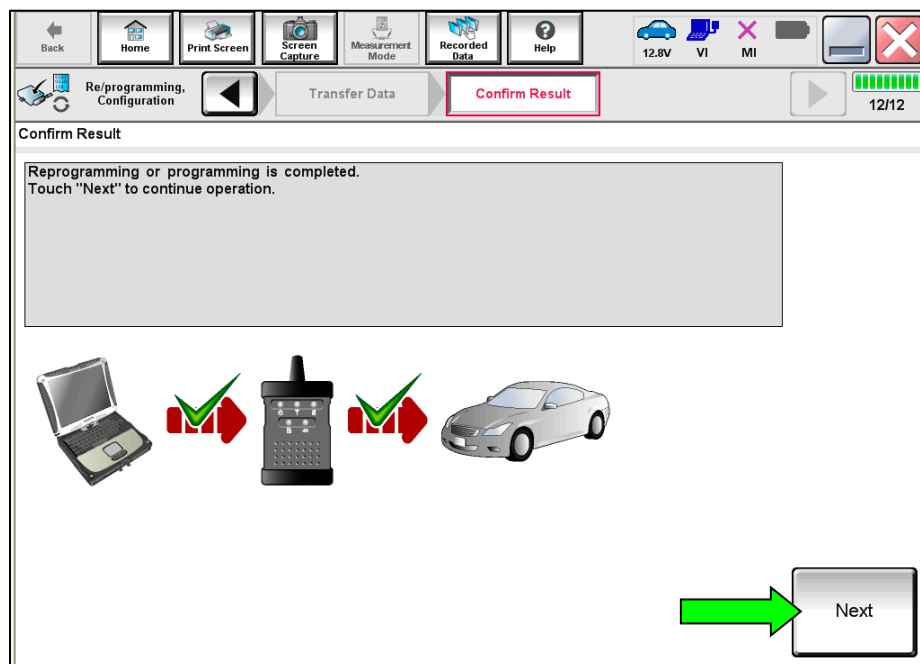 Back
Home
Print Screen
Screen
Capture
Measurement
Mode
Recorded
Data
Help
12.8V
VI
MI
Re/programming,
Configuration
Transfer Data
Confirm Result
12/12
Confirm Result
Reprogramming or programming is completed.
Touch "Next" to continue operation.
Next